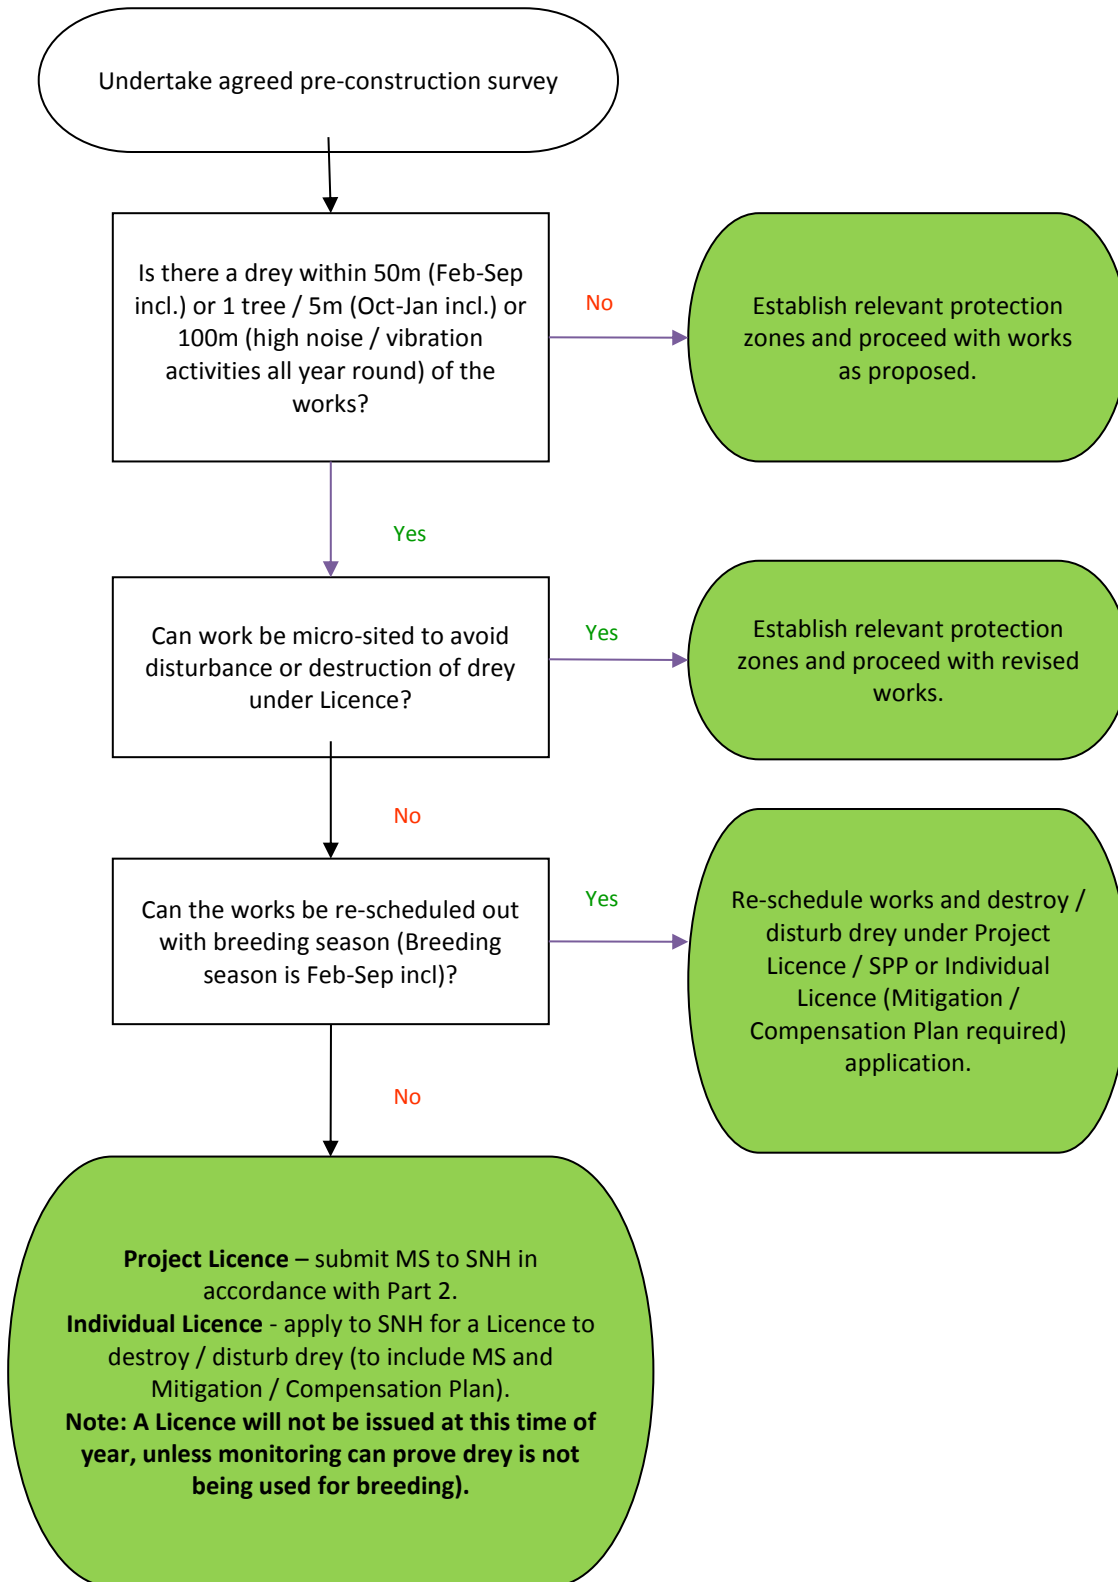 Undertake agreed pre-construction survey
Is there a drey within 50m (Feb-Sep
incl.) or 1 tree / 5m (Oct-Jan incl.) or
100m (high noise / vibration
activities all year round) of the
works?
No
Establish relevant protection
zones and proceed with works
as proposed.
Yes
Can work be micro-sited to avoid
disturbance or destruction of drey
under Licence?
Yes
Establish relevant protection
zones and proceed with revised
works.
No
Can the works be re-scheduled out
with breeding season (Breeding
season is Feb-Sep incl)?
Yes
Re-schedule works and destroy /
disturb drey under Project
Licence / SPP or Individual
Licence (Mitigation /
Compensation Plan required)
application.
No
Project Licence – submit MS to SNH in
accordance with Part 2.
Individual Licence - apply to SNH for a Licence to
destroy / disturb drey (to include MS and
Mitigation / Compensation Plan).
Note: A Licence will not be issued at this time of
year, unless monitoring can prove drey is not
being used for breeding).